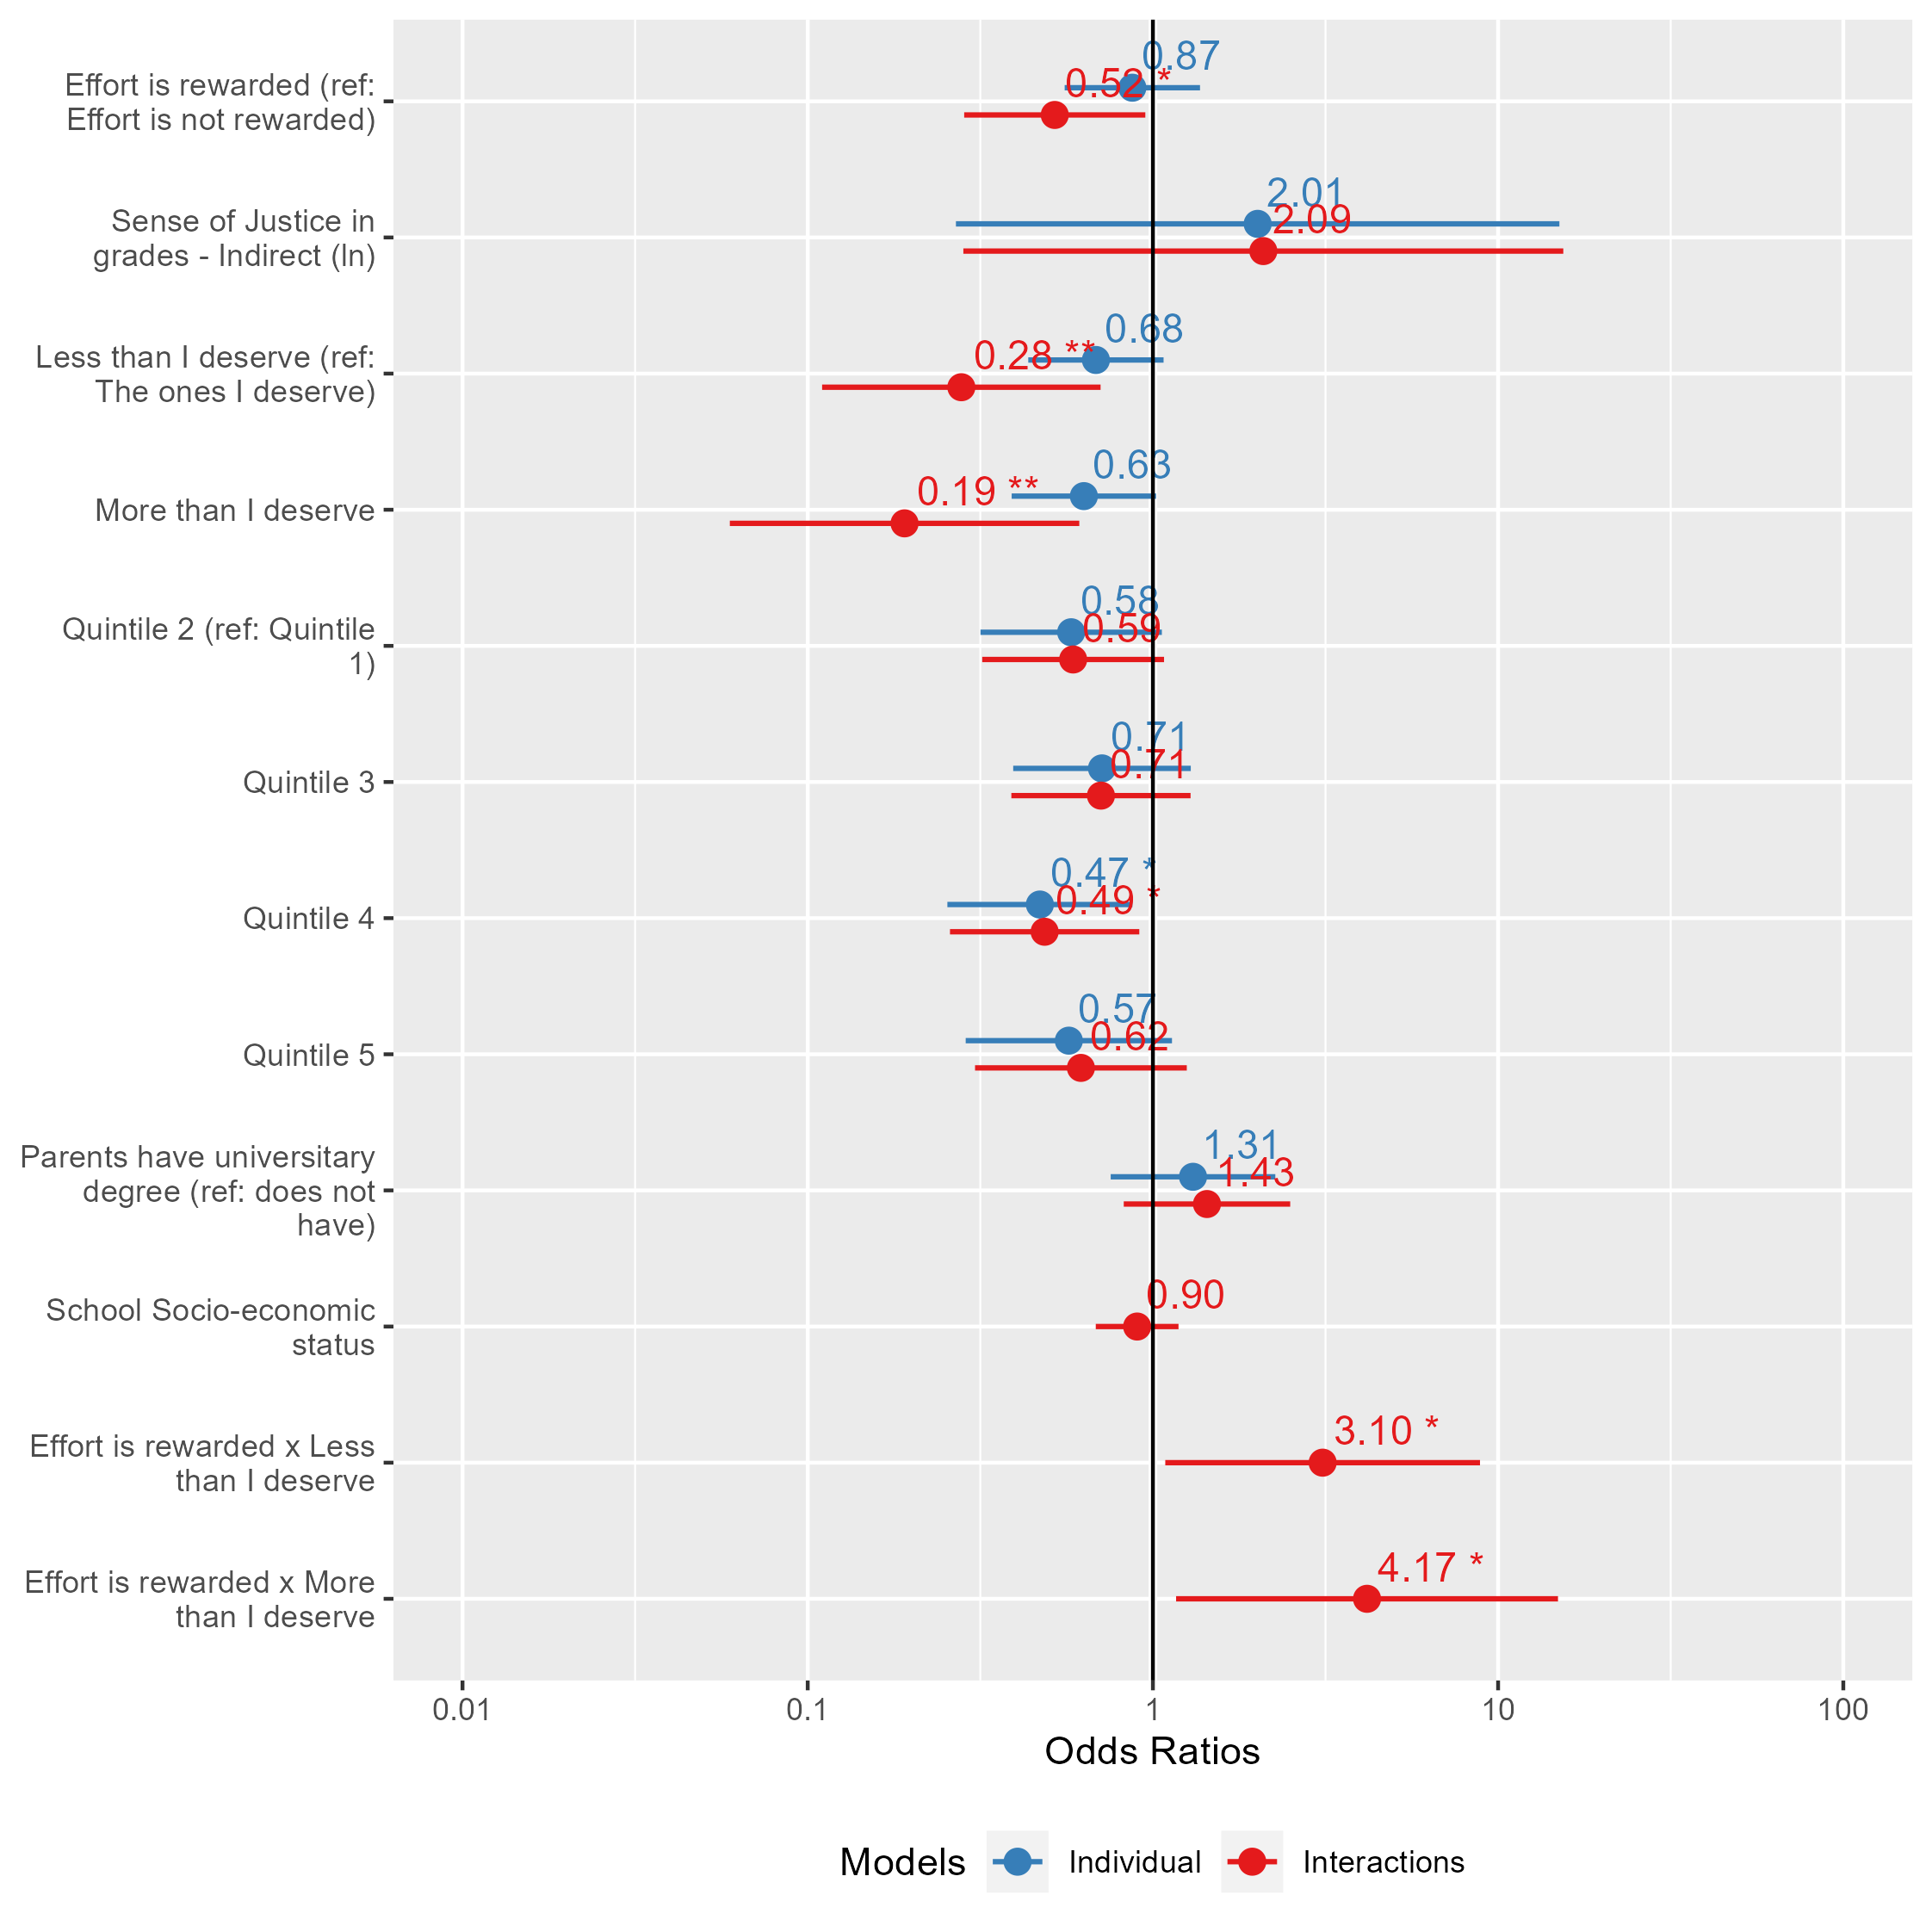 0.87
Effort is rewarded (ref:
Effort is not rewarded)
0.52 *
2.01
Sense of Justice in
grades - Indirect (ln)
2.09
0.68
Less than I deserve (ref:
The ones I deserve)
0.28 **
0.63
More than I deserve
0.19 **
0.58
Quintile 2 (ref: Quintile
1)
0.59
0.71
Quintile 3
0.71
0.47 *
Quintile 4
0.49 *
0.57
Quintile 5
0.62
1.31
Parents have universitary
degree (ref: does not
have)
1.43
School Socio-economic
status
0.90
Effort is rewarded x Less
than I deserve
3.10 *
Effort is rewarded x More
than I deserve
4.17 *
0.01 0.1 1 10 100
Odds Ratios
Models Individual Interactions